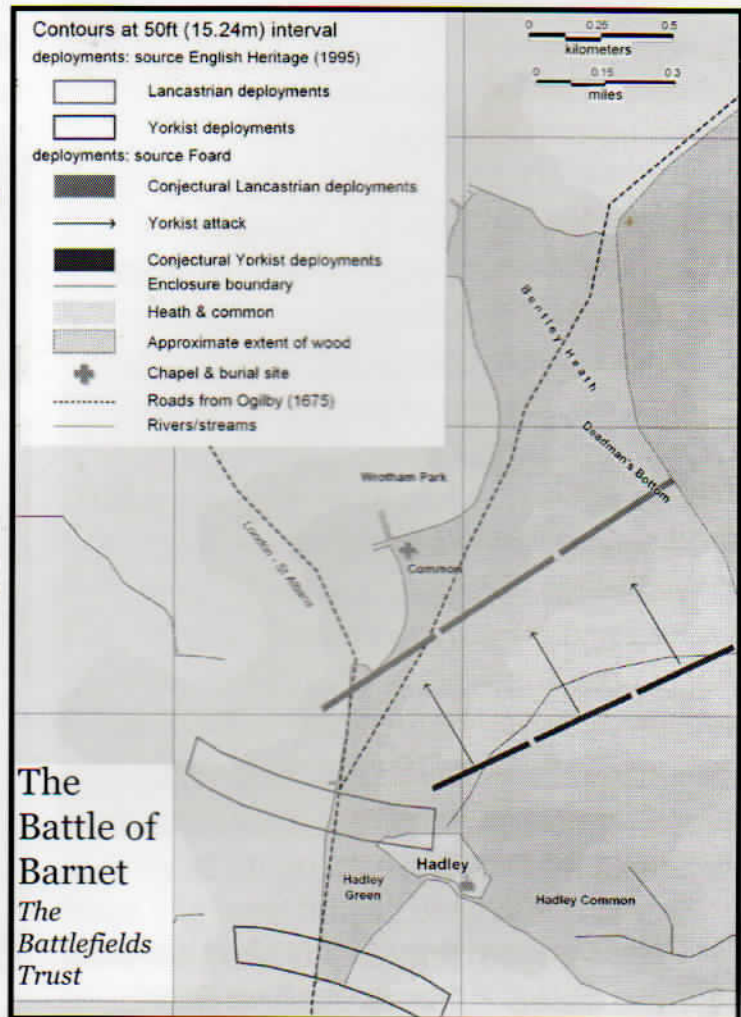 Contours at 50ft (15.24m) interval
deployments: source English Heritage (1995)
Lancastrian deployments
Yorkist deployments
deployments: source Foard
Conjectural Lancastrian deployments
Yorkist attack
Conjectural Yorkist deployments
Enclosure boundary
Heath & common
Approximate extent of wood
Chapel & burial site
Roads from Ogilby (1675)
Rivers/streams
0 0.25 0.5
kilometers
0 0.15 0.3
miles
Bentley Heath
Deadman's Bottom
Wrotham Park
London - St Albans
Common
Hadley
Hadley
Green
Hadley Common
The
Battle of
Barnet
The
Battlefields
Trust